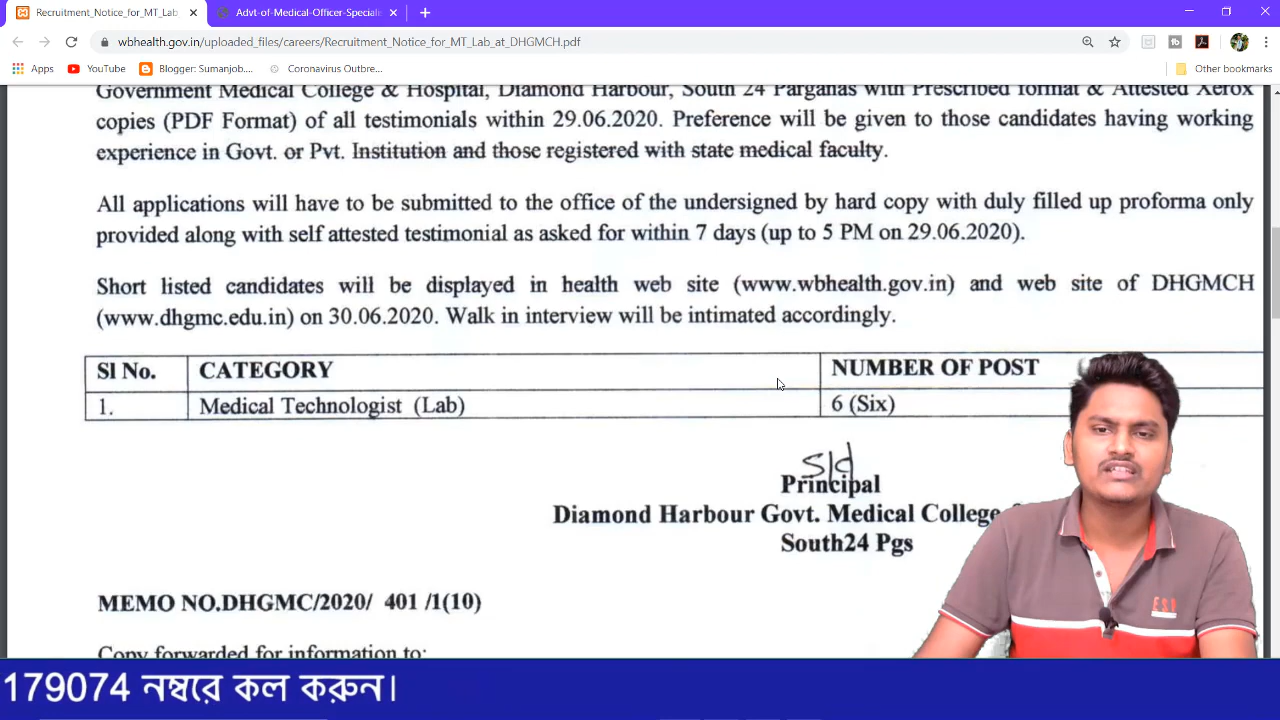 Recruitment_Notice_for_MT_Lab
Advt-of-Medical-Officer-Specialis
wbhealth.gov.in/uploaded_files/careers/Recruitment_Notice_for_MT_Lab_at_DHGMCH.pdf
Apps YouTube Blogger: Sumanjob.... Coronavirus Outbre... Other bookmarks
Government Medical College & Hospital, Diamond Harbour, South 24 Parganas with Prescribed format & Attested Xerox
copies (PDF Format) of all testimonials within 29.06.2020. Preference will be given to those candidates having working
experience in Govt. or Pvt. Institution and those registered with state medical faculty.
All applications will have to be submitted to the office of the undersigned by hard copy with duly filled up proforma only
provided along with self attested testimonial as asked for within 7 days (up to 5 PM on 29.06.2020).
Short listed candidates will be displayed in health web site (www.wbhealth.gov.in) and web site of DHGMCH
(www.dhgmc.edu.in) on 30.06.2020. Walk in interview will be intimated accordingly.
Sl No. CATEGORY NUMBER OF POST
1. Medical Technologist (Lab) 6 (Six)
S/d
Principal
Diamond Harbour Govt. Medical College
South24 Pgs
MEMO NO.DHGMC/2020/ 401 /1(10)
Copy forwarded for information to:
ESP
179074 নম্বরে কল করুন।